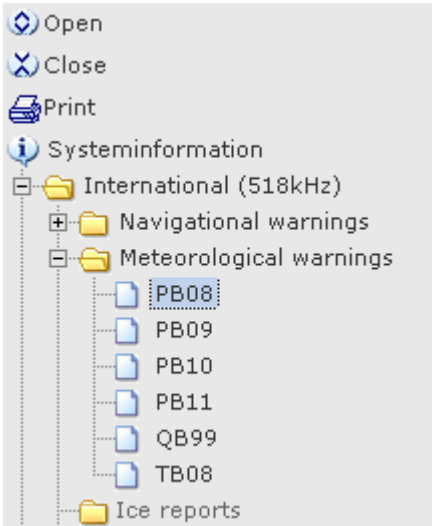 Open
Close
Print
Systeminformation
International (518kHz)
Navigational warnings
Meteorological warnings
PB08
PB09
PB10
PB11
QB99
TB08
Ice reports